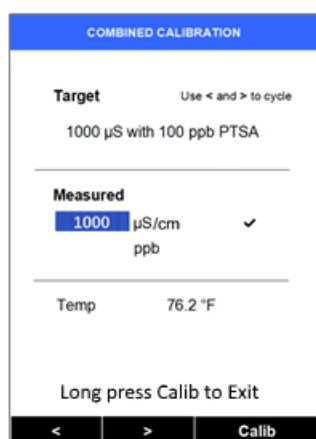 COMBINED CALIBRATION
Target Use < and > to cycle
1000 µS with 100 ppb PTSA
Measured
1000 µS/cm ✓
ppb
Temp 76.2 °F
Long press Calib to Exit
< > Calib